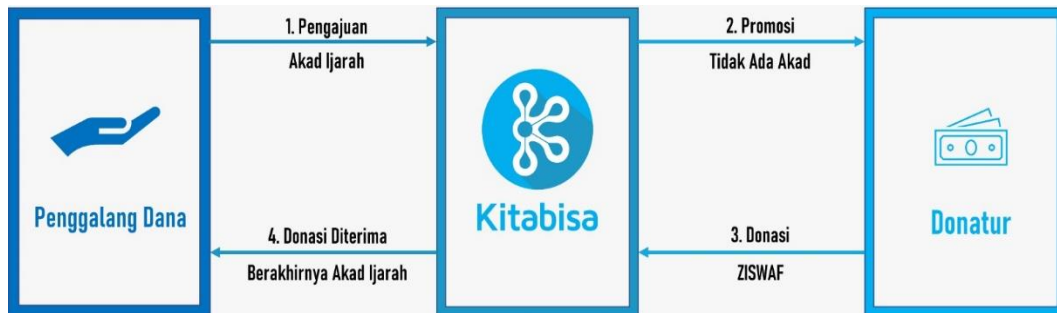 Penggalang Dana
1. Pengajuan
Akad Ijarah
4. Donasi Diterima
Berakhirnya Akad Ijarah
Kitabisa
2. Promosi
Tidak Ada Akad
3. Donasi
ZISWAF
Donatur